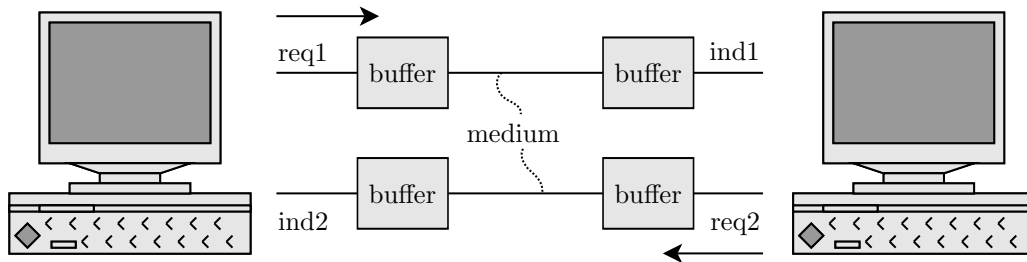 req1
buffer
buffer
ind1
medium
ind2
buffer
buffer
req2